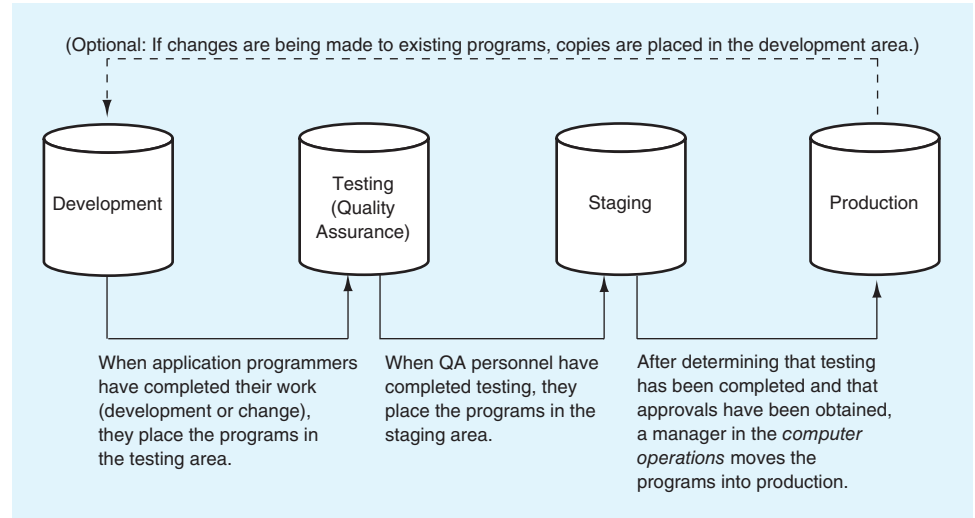 (Optional: If changes are being made to existing programs, copies are placed in the development area.)
Development
Testing
(Quality
Assurance)
Staging
Production
When application programmers
have completed their work
(development or change),
they place the programs in
the testing area.
When QA personnel have
completed testing, they
place the programs in the
staging area.
After determining that testing
has been completed and that
approvals have been obtained,
a manager in the computer
operations moves the
programs into production.